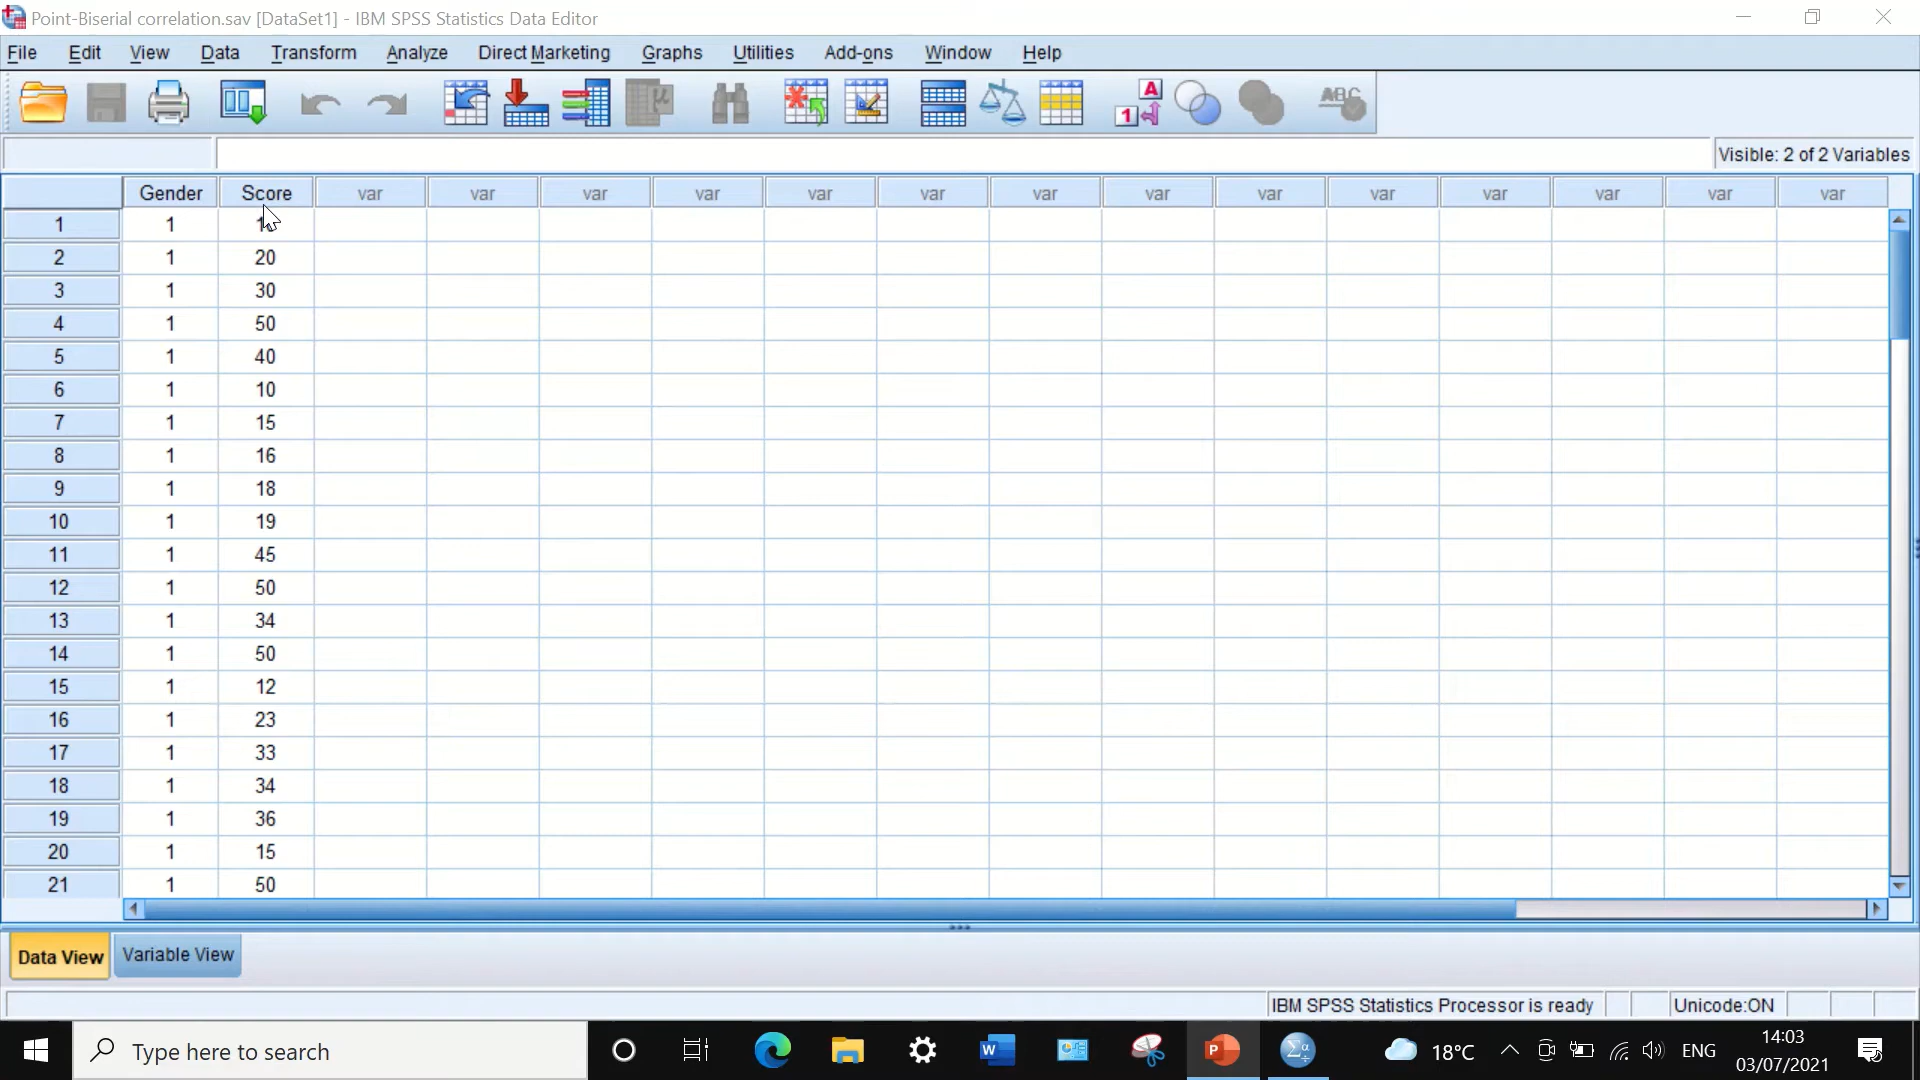 Point-Biserial correlation.sav [DataSet1] - IBM SPSS Statistics Data Editor
File Edit View Data Transform Analyze Direct Marketing Graphs Utilities Add-ons Window Help
Visible: 2 of 2 Variables
Gender Score var var var var var var var var var var var var var var
1 1
2 1 20
3 1 30
4 1 50
5 1 40
6 1 10
7 1 15
8 1 16
9 1 18
10 1 19
11 1 45
12 1 50
13 1 34
14 1 50
15 1 12
16 1 23
17 1 33
18 1 34
19 1 36
20 1 15
21 1 50
Data View Variable View
IBM SPSS Statistics Processor is ready Unicode:ON
Type here to search
18°C ENG
14:03
03/07/2021